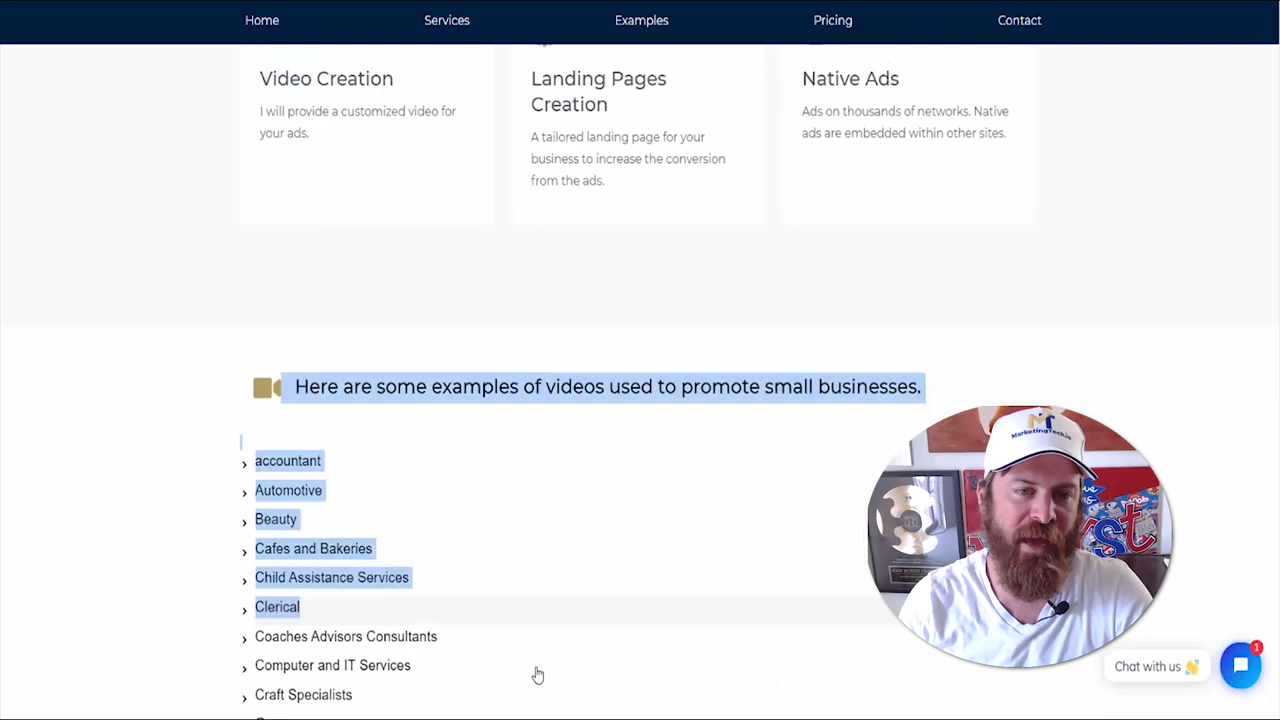 Home Services Examples Pricing Contact
Video Creation
I will provide a customized video for
your ads.
Landing Pages
Creation
A tailored landing page for your
business to increase the conversion
from the ads.
Native Ads
Ads on thousands of networks. Native
ads are embedded within other sites.
Here are some examples of videos used to promote small businesses.
accountant
Automotive
Beauty
Cafes and Bakeries
Child Assistance Services
Clerical
Coaches Advisors Consultants
Computer and IT Services
Craft Specialists
MT
MarketingTech.io
Chat with us 👋
1